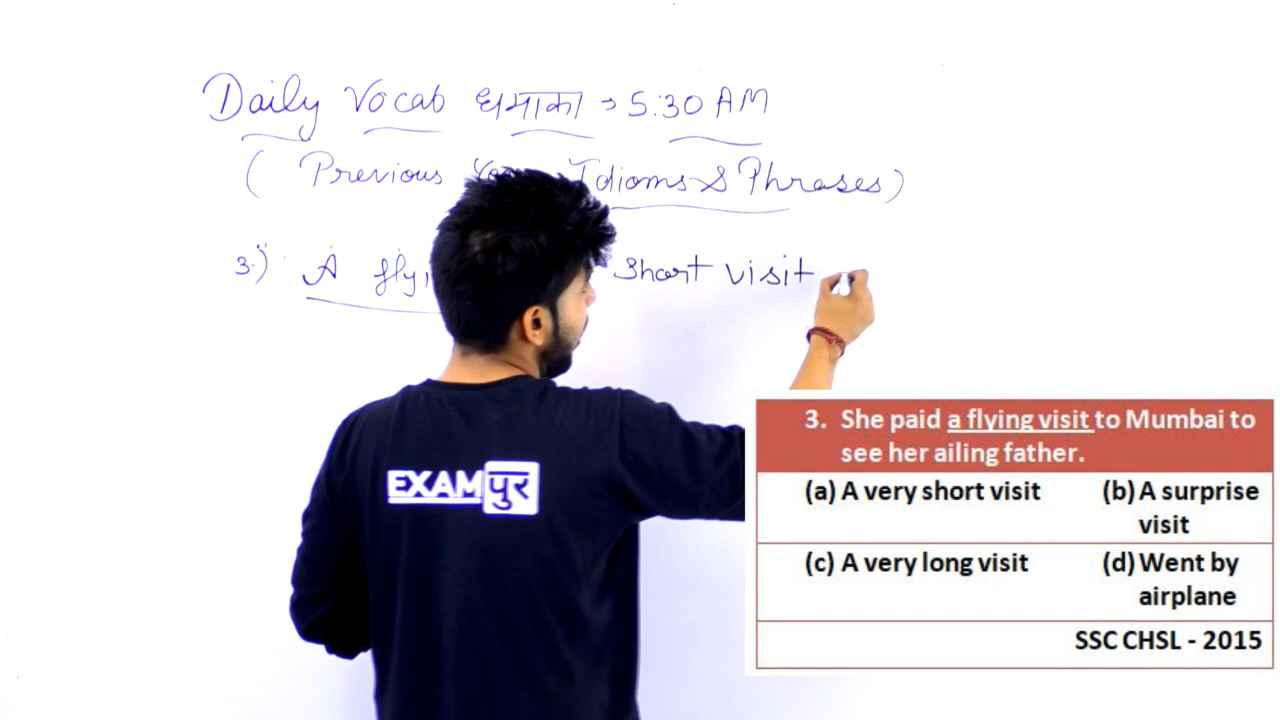 Daily Vocab धमाका → 5:30 AM
(Previous Idioms & Phrases)
3.) A flyi Short visit
EXAMपुर
3. She paid a flying visit to Mumbai to
see her ailing father.
(a) A very short visit (b) A surprise
visit
(c) A very long visit (d) Went by
airplane
SSC CHSL - 2015